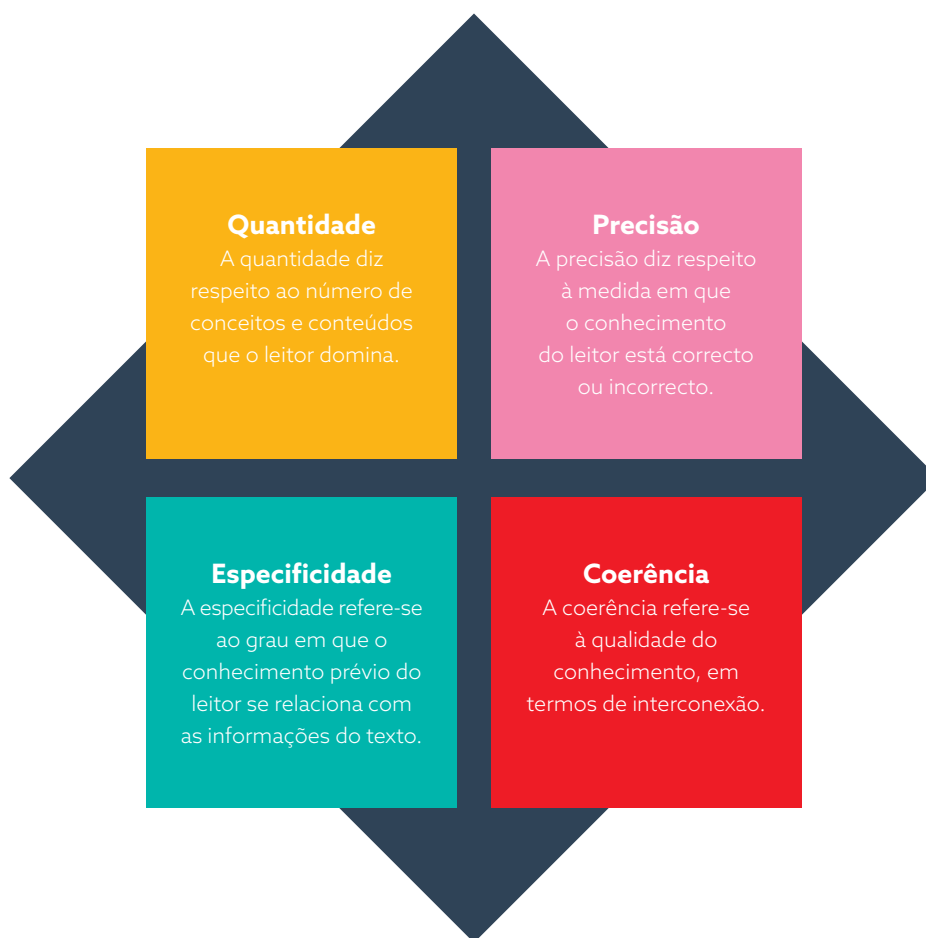 Quantidade
A quantidade diz
respeito ao número de
conceitos e conteúdos
que o leitor domina.
Precisão
A precisão diz respeito
à medida em que
o conhecimento
do leitor está correcto
ou incorrecto.
Especificidade
A especificidade refere-se
ao grau em que o
conhecimento prévio do
leitor se relaciona com
as informações do texto.
Coerência
A coerência refere-se
à qualidade do
conhecimento, em
termos de interconexão.